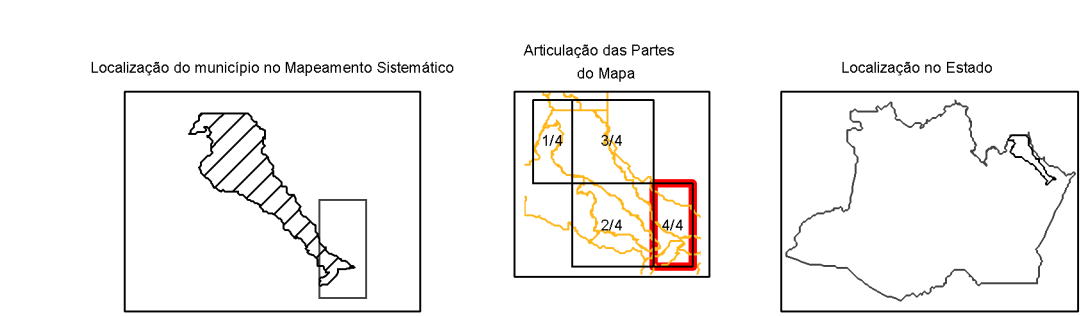 Localização do município no Mapeamento Sistemático
Articulação das Partes
do Mapa
Localização no Estado
1/4
3/4
2/4
4/4